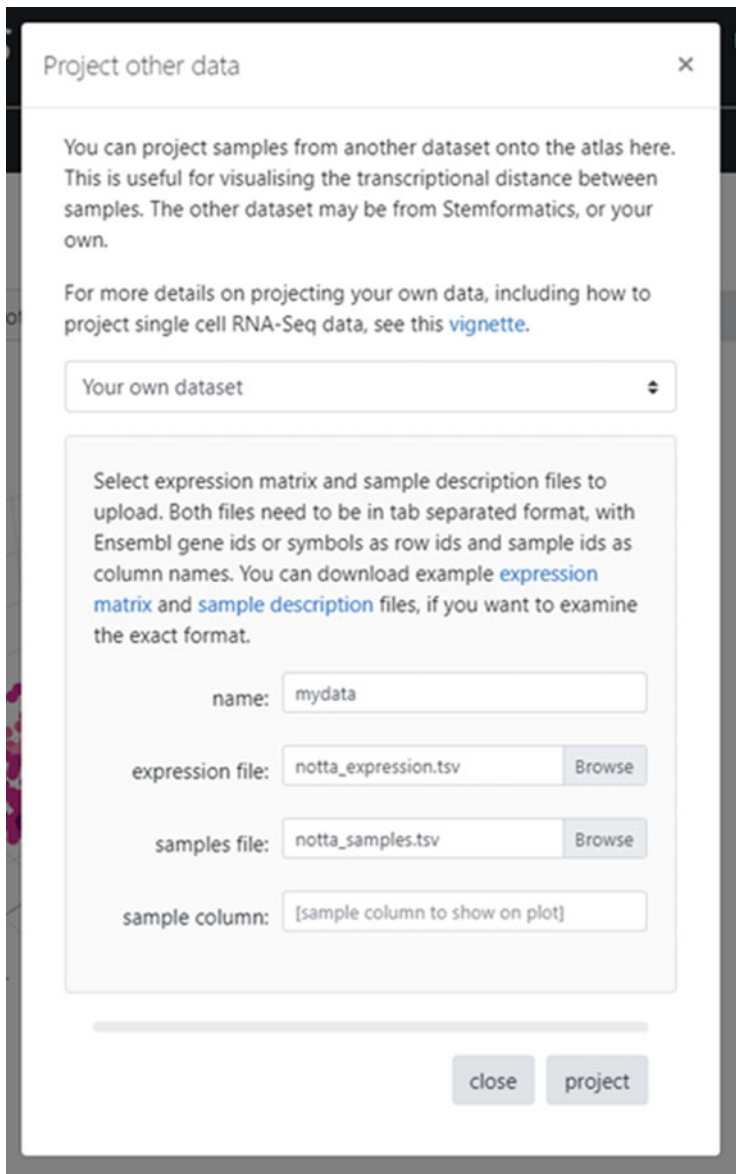 Project other data ×
You can project samples from another dataset onto the atlas here.
This is useful for visualising the transcriptional distance between
samples. The other dataset may be from Stemformatics, or your
own.
For more details on projecting your own data, including how to
project single cell RNA-Seq data, see this vignette.
Your own dataset
Select expression matrix and sample description files to
upload. Both files need to be in tab separated format, with
Ensembl gene ids or symbols as row ids and sample ids as
column names. You can download example expression
matrix and sample description files, if you want to examine
the exact format.
name: mydata
expression file: notta_expression.tsv Browse
samples file: notta_samples.tsv Browse
sample column: [sample column to show on plot]
close project